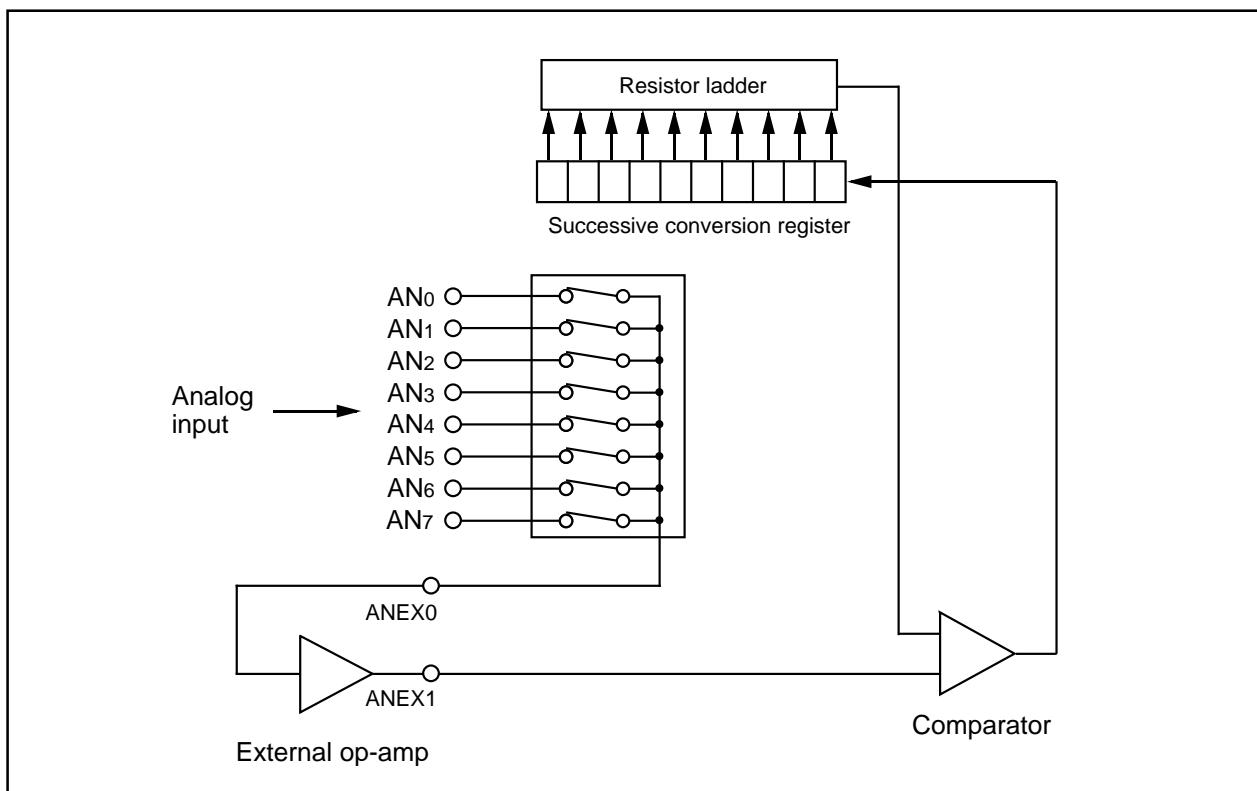 Resistor ladder
Successive conversion register
AN0
AN1
AN2
AN3
AN4
AN5
AN6
AN7
Analog
input
ANEX0
ANEX1
External op-amp
Comparator